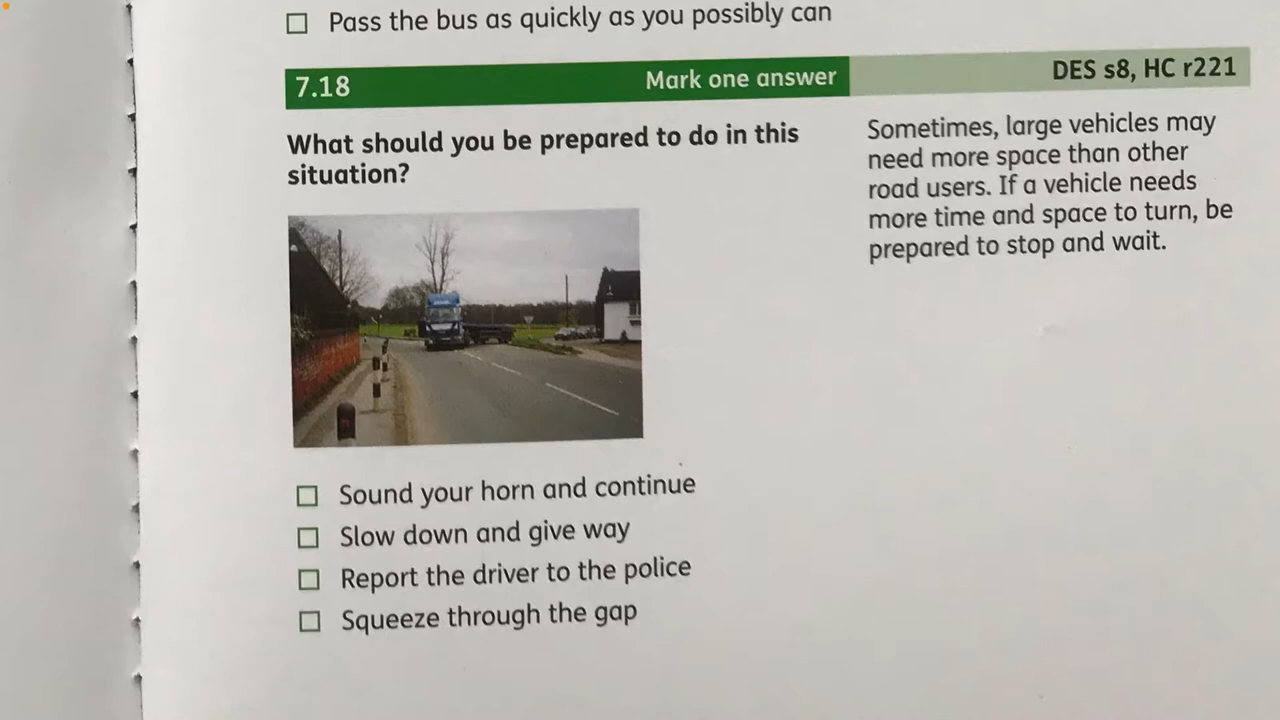 Pass the bus as quickly as you possibly can
7.18 Mark one answer DES s8, HC r221
What should you be prepared to do in this
situation?
Sometimes, large vehicles may
need more space than other
road users. If a vehicle needs
more time and space to turn, be
prepared to stop and wait.
Sound your horn and continue
Slow down and give way
Report the driver to the police
Squeeze through the gap